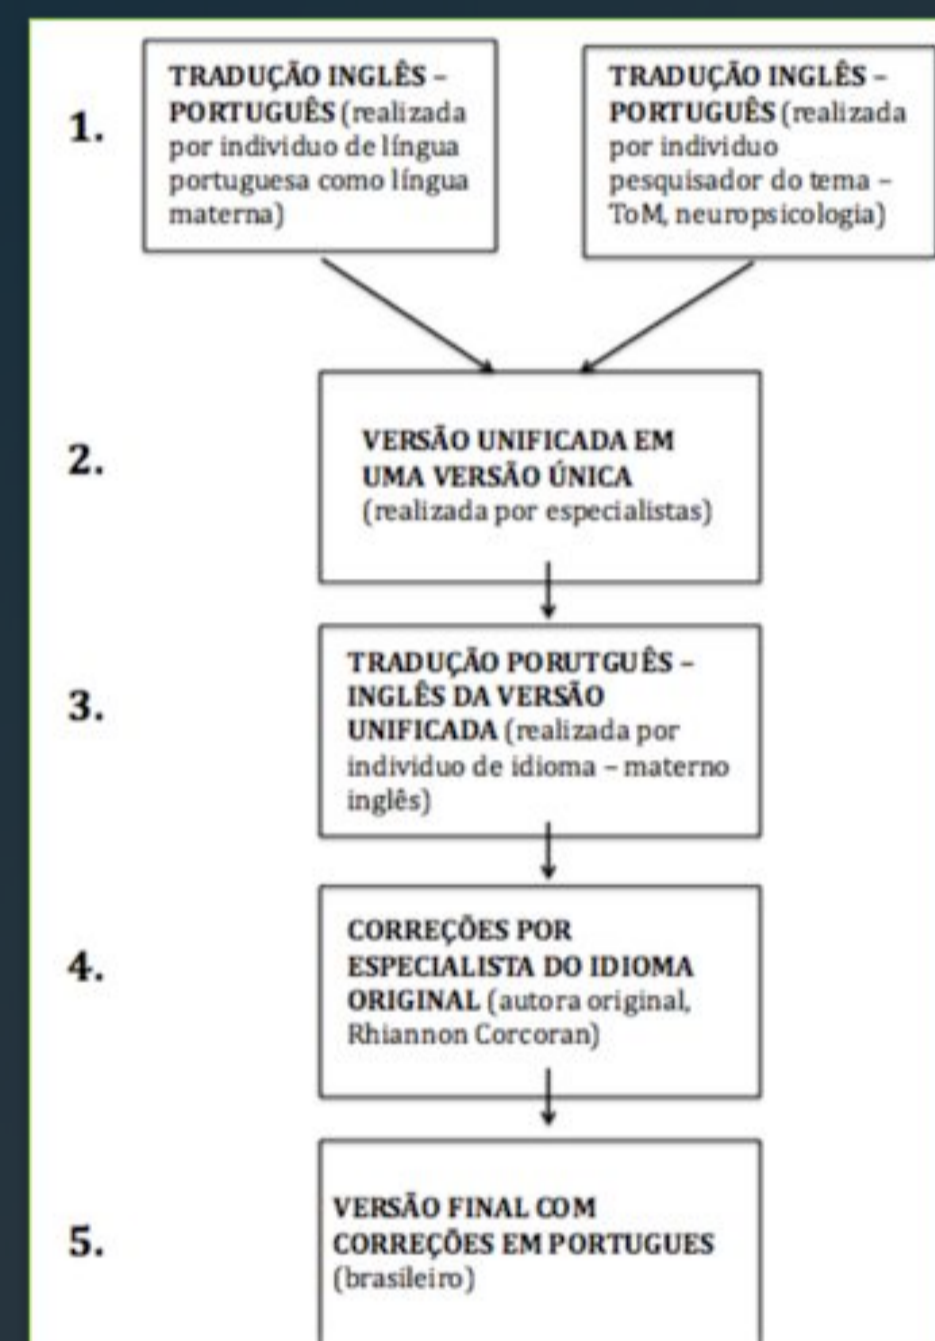 1.
TRADUÇÃO INGLÊS –
PORTUGUÊS (realizada
por individuo de língua
portuguesa como língua
materna)
TRADUÇÃO INGLÊS –
PORTUGUÊS (realizada
por individuo
pesquisador do tema –
ToM, neuropsicologia)
2.
VERSÃO UNIFICADA EM
UMA VERSÃO ÚNICA
(realizada por especialistas)
3.
TRADUÇÃO PORUTGUÊS –
INGLÊS DA VERSÃO
UNIFICADA (realizada por
individuo de idioma – materno
inglês)
4.
CORREÇÕES POR
ESPECIALISTA DO IDIOMA
ORIGINAL (autora original,
Rhiannon Corcoran)
5.
VERSÃO FINAL COM
CORREÇÕES EM PORTUGUES
(brasileiro)